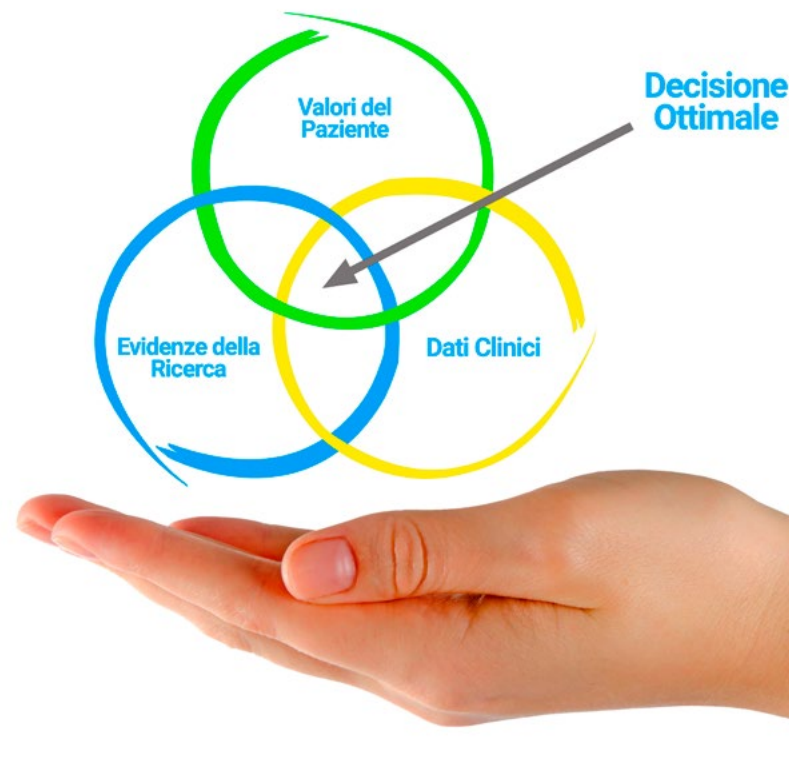 Valori del
Paziente
Decisione
Ottimale
Evidenze della
Ricerca
Dati Clinici